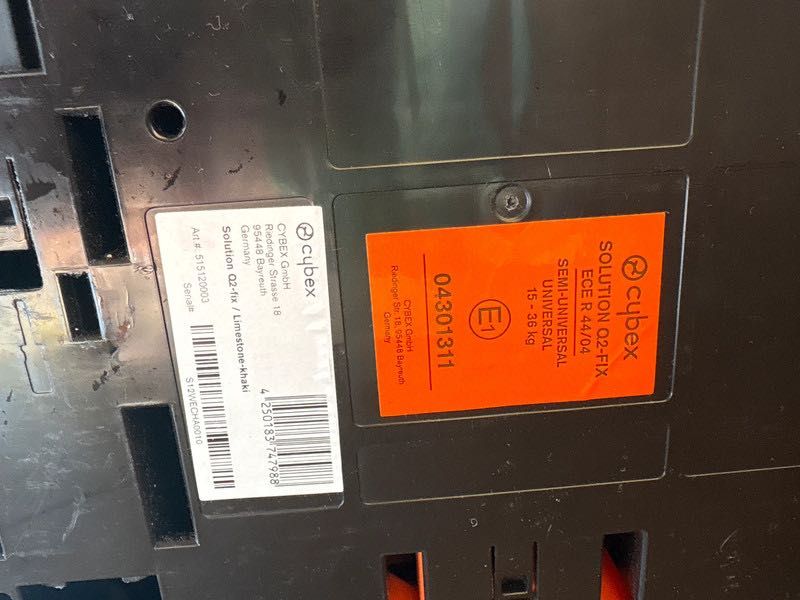 cybex
CYBEX GmbH
Riedinger Strasse 18
95448 Bayreuth
Germany
Solution Q2-fix / Limestone-khaki
4 250183 747988
Art #: 515120003
Serial#:
S12WECHA0010
cybex
SOLUTION Q2-FIX
ECE R 44/04
SEMI-UNIVERSAL
UNIVERSAL
15 - 36 kg
E1
04301311
CYBEX GmbH
Riedinger Str. 18, 95448 Bayreuth
Germany